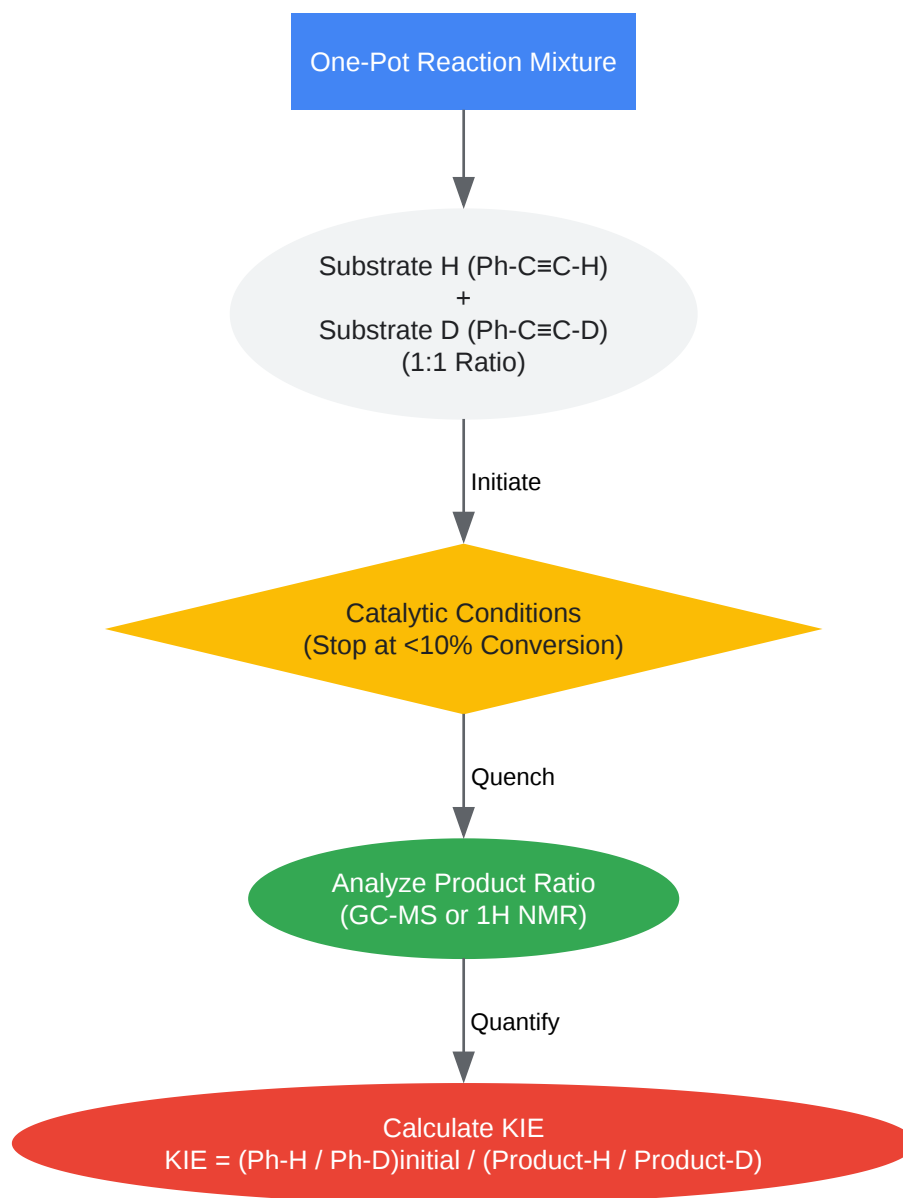 One-Pot Reaction Mixture
Substrate H (Ph-C≡C-H)
+
Substrate D (Ph-C≡C-D)
(1:1 Ratio)
Initiate
Catalytic Conditions
(Stop at <10% Conversion)
Quench
Analyze Product Ratio
(GC-MS or 1H NMR)
Quantify
Calculate KIE
KIE = (Ph-H / Ph-D)initial / (Product-H / Product-D)